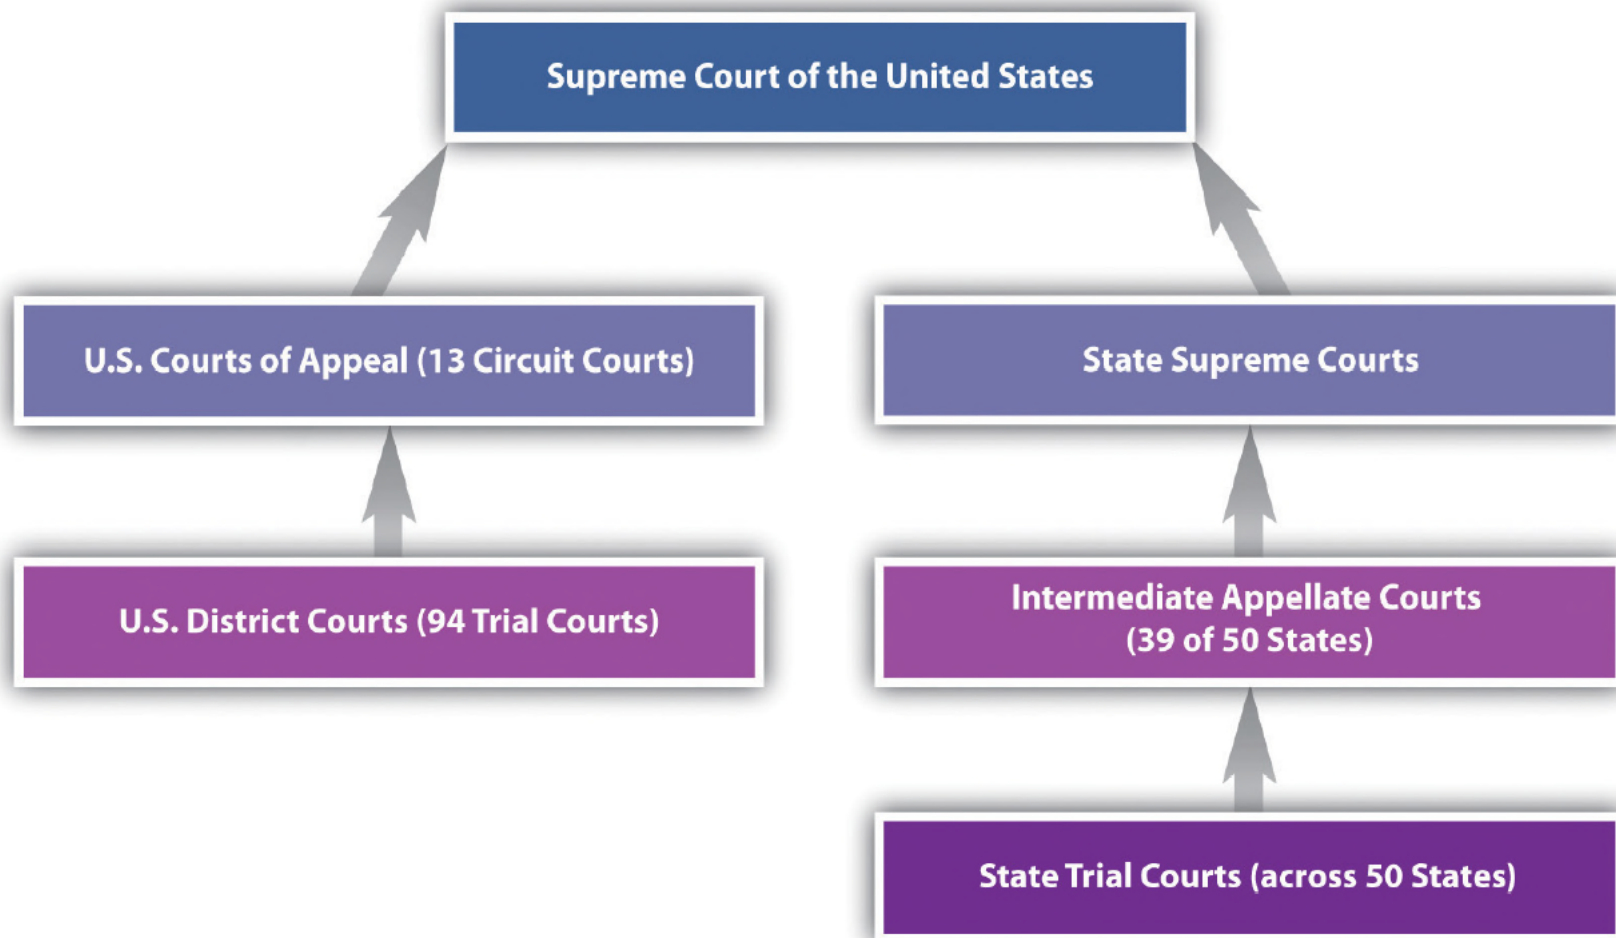 Supreme Court of the United States
U.S. Courts of Appeal (13 Circuit Courts)
State Supreme Courts
U.S. District Courts (94 Trial Courts)
Intermediate Appellate Courts
(39 of 50 States)
State Trial Courts (across 50 States)